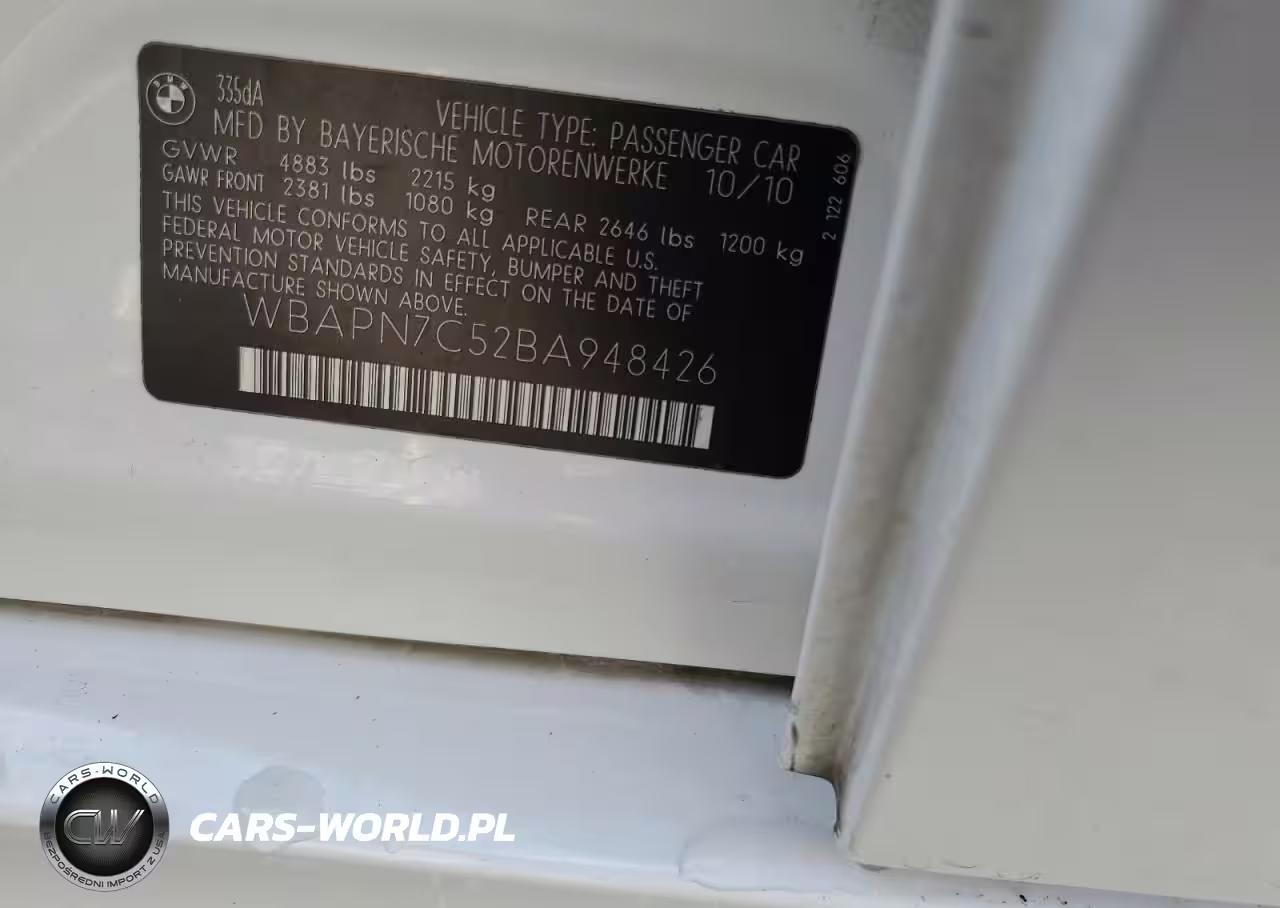 BMW
335dA
VEHICLE TYPE: PASSENGER CAR
MFD BY BAYERISCHE MOTORENWERKE 10/10
GVWR 4883 lbs 2215 kg
GAWR FRONT 2381 lbs 1080 kg REAR 2646 lbs 1200 kg
THIS VEHICLE CONFORMS TO ALL APPLICABLE U.S.
FEDERAL MOTOR VEHICLE SAFETY, BUMPER AND THEFT
PREVENTION STANDARDS IN EFFECT ON THE DATE OF
MANUFACTURE SHOWN ABOVE.
WBAPN7C52BA948426
2 122 606
CARS-WORLD
CW
BEZPOŚREDNI IMPORT Z USA
CARS-WORLD.PL